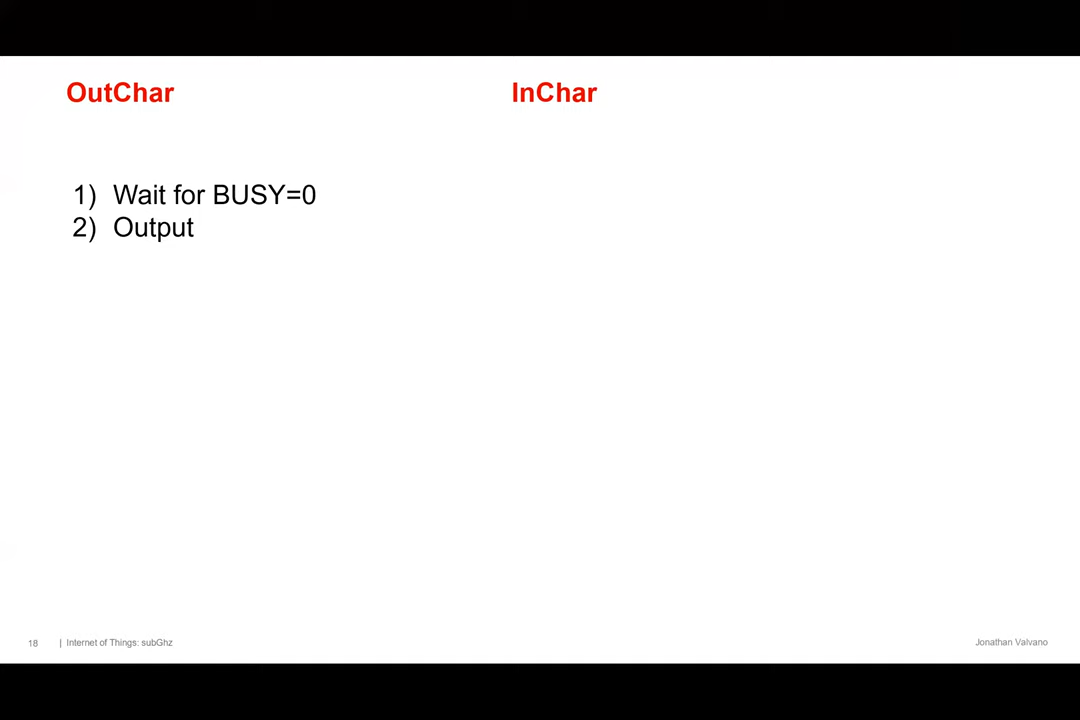 OutChar
InChar
1) Wait for BUSY=0
2) Output
18 | Internet of Things: subGhz
Jonathan Valvano